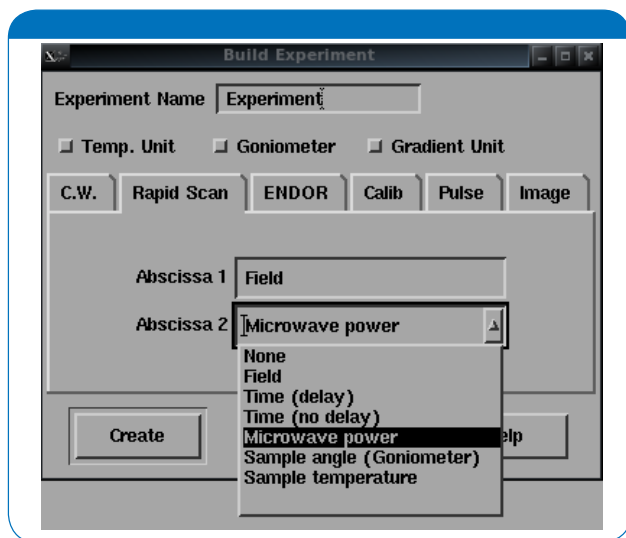 Build Experiment
Experiment Name Experiment
Temp. Unit Goniometer Gradient Unit
C.W. Rapid Scan ENDOR Calib Pulse Image
Abscissa 1 Field
Abscissa 2 Microwave power
None
Field
Time (delay)
Time (no delay)
Microwave power
Sample angle (Goniometer)
Sample temperature
Create